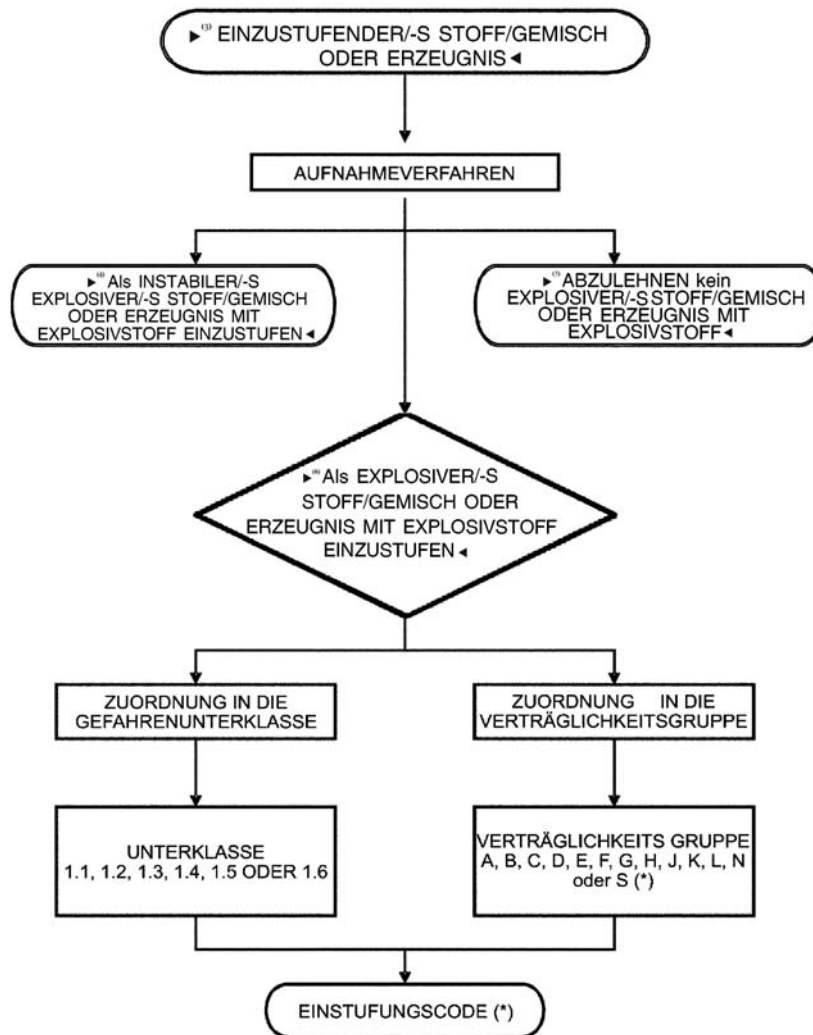 ►⁽³⁾ EINZUSTUFENDER/-S STOFF/GEMISCH
ODER ERZEUGNIS◄
AUFNAHMEVERFAHREN
► Als INSTABILER/-S
EXPLOSIVER/-S STOFF/GEMISCH
ODER ERZEUGNIS MIT
EXPLOSIVSTOFF EINZUSTUFEN◄
► ABZULEHNEN kein
EXPLOSIVER/-S STOFF/GEMISCH
ODER ERZEUGNIS MIT
EXPLOSIVSTOFF◄
► Als EXPLOSIVER/-S
STOFF/GEMISCH ODER
ERZEUGNIS MIT EXPLOSIVSTOFF
EINZUSTUFEN◄
ZUORDNUNG IN DIE
GEFAHRENUNTERKLASSE
ZUORDNUNG IN DIE
VERTRÄGLICHKEITSGRUPPE
UNTERKLASSE
1.1, 1.2, 1.3, 1.4, 1.5 ODER 1.6
VERTRÄGLICHKEITS GRUPPE
A, B, C, D, E, F, G, H, J, K, L, N
oder S (*)
EINSTUFUNGSCODE (*)